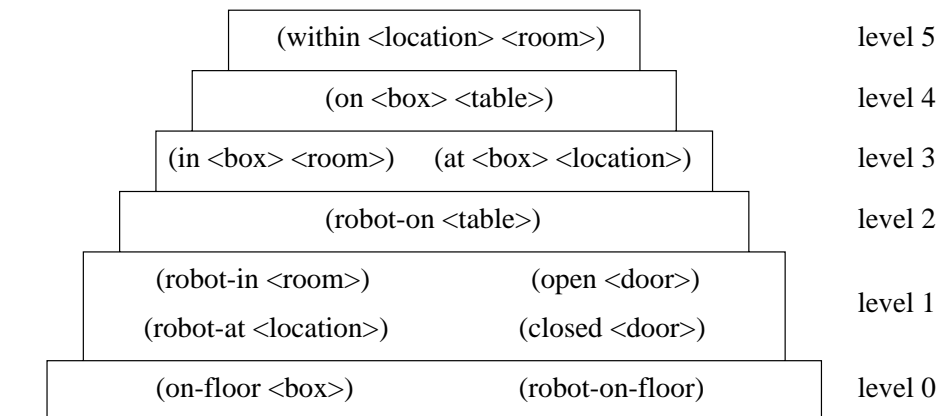 (within <location> <room>) level 5
(on <box> <table>) level 4
(in <box> <room>) (at <box> <location>) level 3
(robot-on <table>) level 2
(robot-in <room>) (open <door>)
level 1
(robot-at <location>) (closed <door>)
(on-floor <box>) (robot-on-floor) level 0